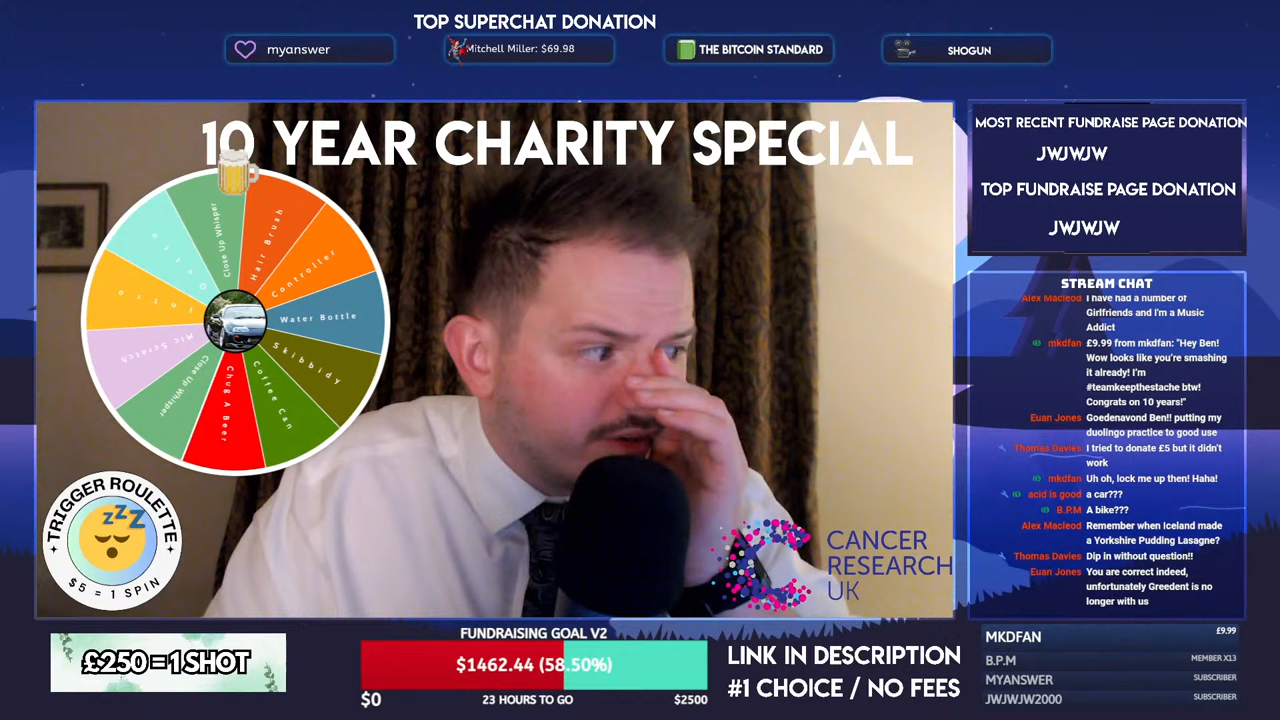 TOP SUPERCHAT DONATION
myanswer
Mitchell Miller: $69.98
THE BITCOIN STANDARD
SHOGUN
10 YEAR CHARITY SPECIAL
Close Up Whisper
Hair Brush
Controller
Water Bottle
Skibbidy
Coffee Can
Chug A Beer
Close Up Whisper
Mic Scratch
TRIGGER ROULETTE
zzz
$5 = 1 SPIN
CANCER
RESEARCH
UK
MOST RECENT FUNDRAISE PAGE DONATION
JWJWJW
TOP FUNDRAISE PAGE DONATION
JWJWJW
STREAM CHAT
Alex Macleod I have had a number of
Girlfriends and I'm a Music
Addict
mkdfan £9.99 from mkdfan: "Hey Ben!
Wow looks like you're smashing
it already! I'm
#teamkeepthestache btw!
Congrats on 10 years!"
Euan Jones Goedenavond Ben!! putting my
duolingo practice to good use
Thomas Davies I tried to donate £5 but it didn't
work
mkdfan Uh oh, lock me up then! Haha!
acid is good a car???
B.P.M A bike???
Alex Macleod Remember when Iceland made
a Yorkshire Pudding Lasagne?
Thomas Davies Dip in without question!!
Euan Jones You are correct indeed,
unfortunately Greedent is no
longer with us
£250 = 1 SHOT
FUNDRAISING GOAL V2
$1462.44 (58.50%)
$0
23 HOURS TO GO
$2500
LINK IN DESCRIPTION
#1 CHOICE / NO FEES
MKDFAN £9.99
B.P.M MEMBER X13
MYANSWER SUBSCRIBER
JWJWJW2000 SUBSCRIBER